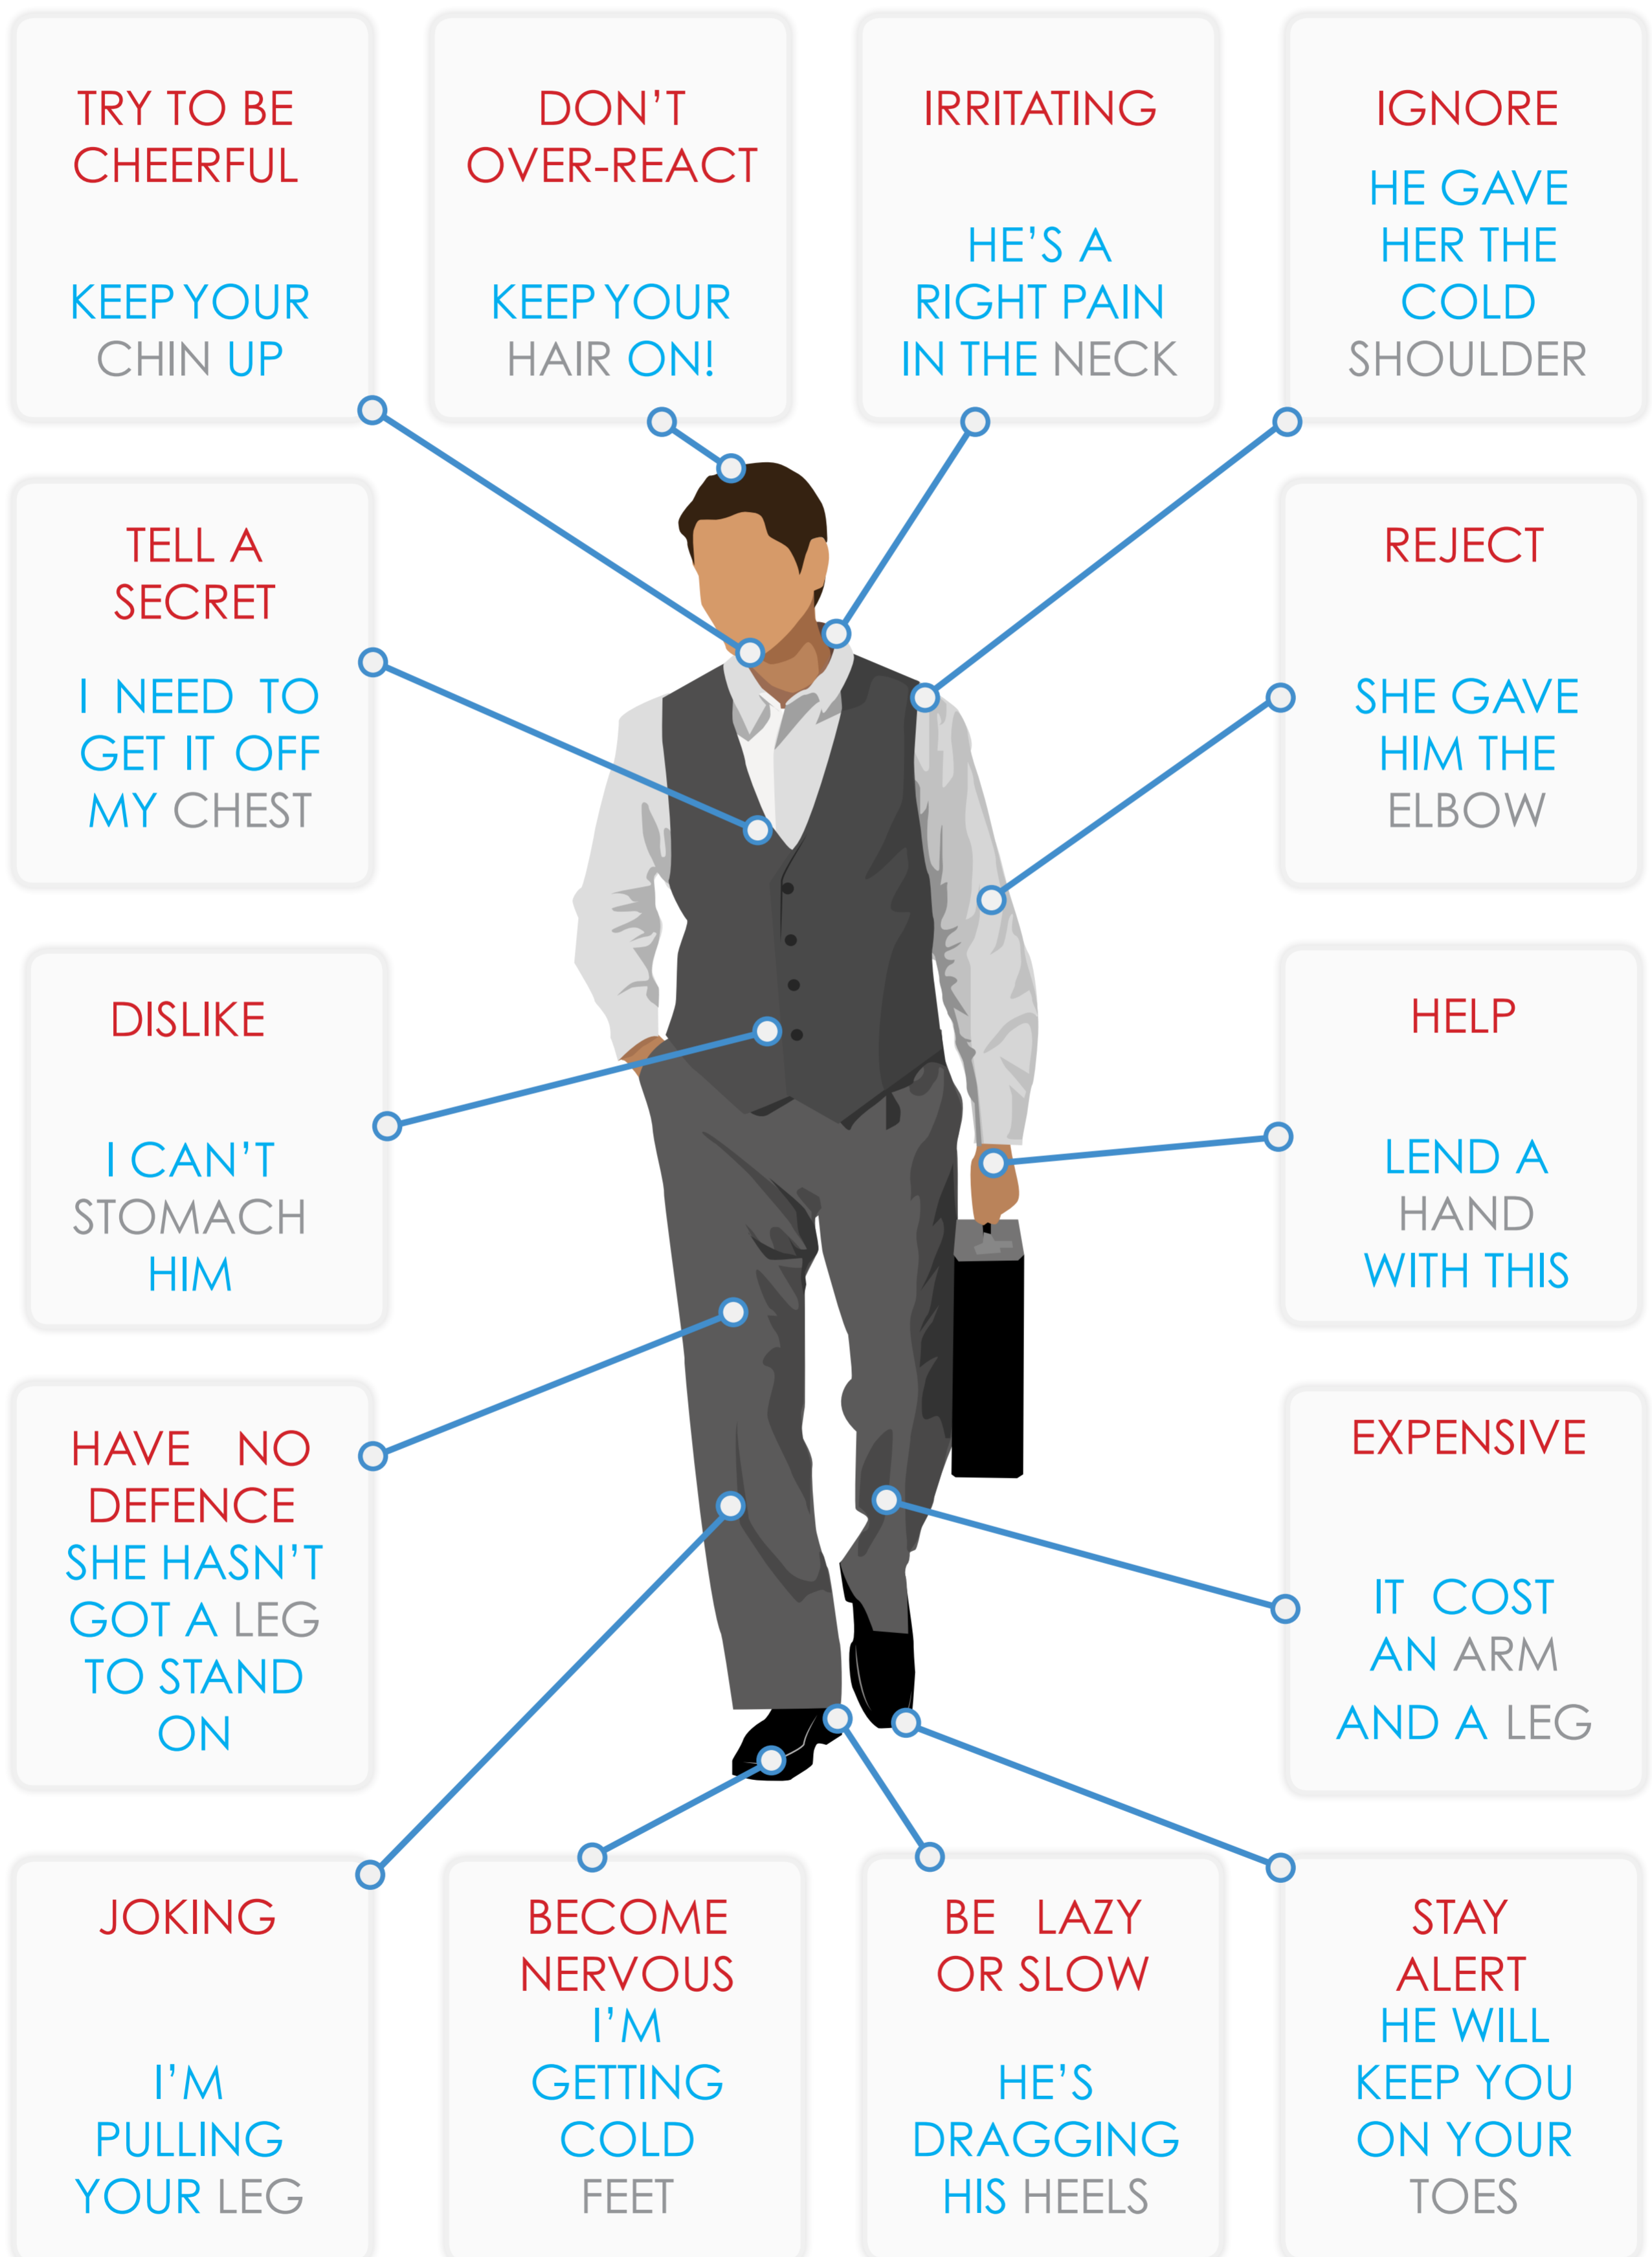 TRY TO BE
CHEERFUL
KEEPYOUR
CHIN UP
DON'T
OVER-REACT
KEEPYOUR
HAIR ON!
IRRITATING
HE'S A
RIGHT PAIN
IN THE NECK
IGNORE
HE GAVE
HER THE
COLD
SHOULDER
TELL A
SECRET
I NEED TO
GET IT OFF
MY CHEST
REJECT
SHE GAVE
HIM THE
ELBOW
DISLIKE
I CAN'T
STOMACH
HIM
HELP
LEND A
HAND
WITH THIS
HAVE NO
DEFENCE
SHE HASN'T
GOT A LEG
TO STAND
ON
EXPENSIVE
IT COST
AN ARM
AND A LEG
JOKING
I'M
PULLING
YOUR LEG
BECOME
NERVOUS
I'M
GETTING
COLD
FEET
BE LAZY
OR SLOW
HE'S
DRAGGING
HIS HEELS
STAY
ALERT
HE WILL
KEEP YOU
ON YOUR
TOES